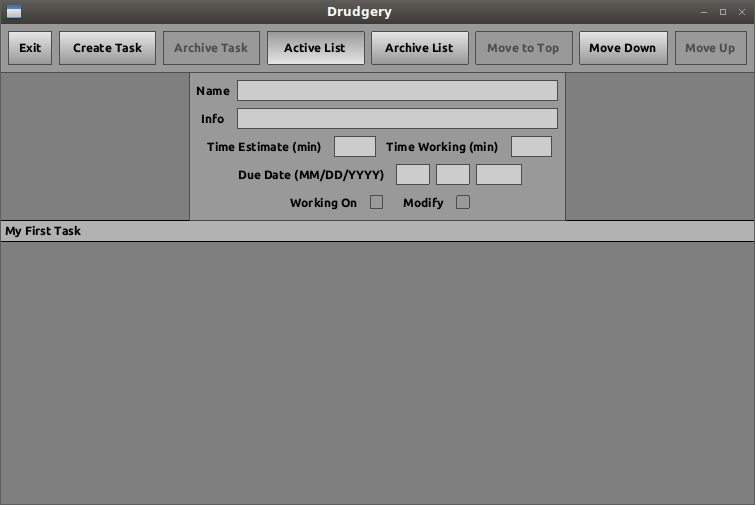 Drudgery
Exit Create Task Archive Task Active List Archive List Move to Top Move Down Move Up
Name
Info
Time Estimate (min) Time Working (min)
Due Date (MM/DD/YYYY)
Working On Modify
My First Task